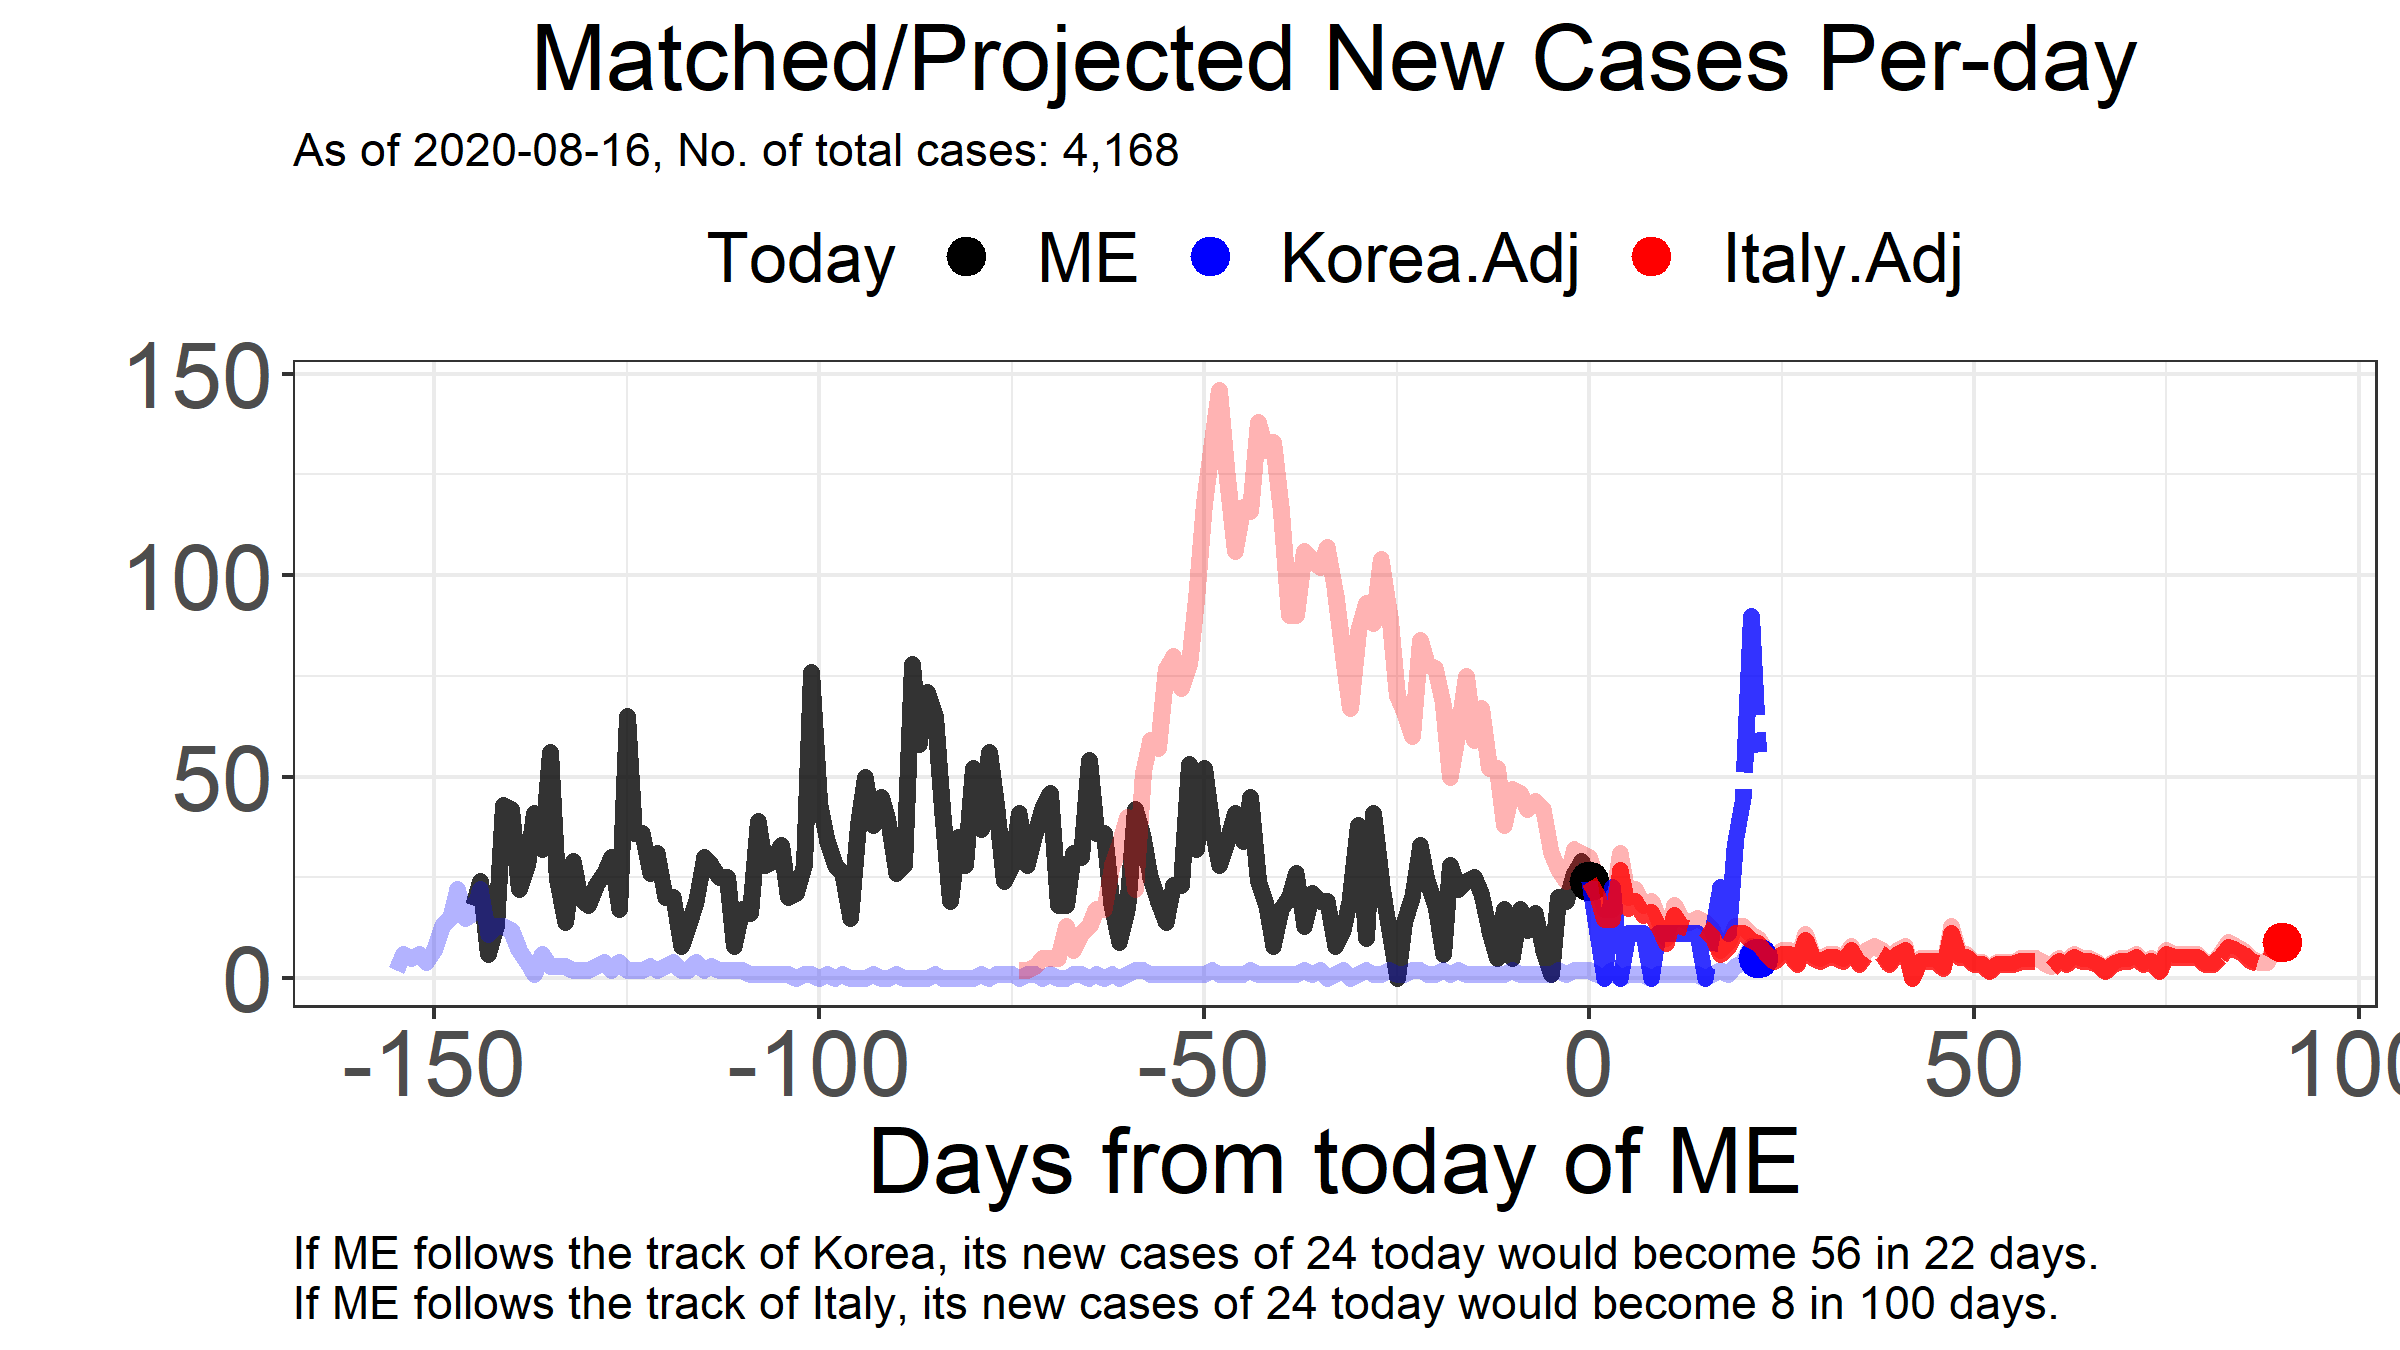 Matched/Projected New Cases Per-day
As of 2020-08-16, No. of total cases: 4,168
Today ME Korea.Adj Italy.Adj
150
100
50
0
-150 -100 -50 0 50 100
Days from today of ME
If ME follows the track of Korea, its new cases of 24 today would become 56 in 22 days.
If ME follows the track of Italy, its new cases of 24 today would become 8 in 100 days.